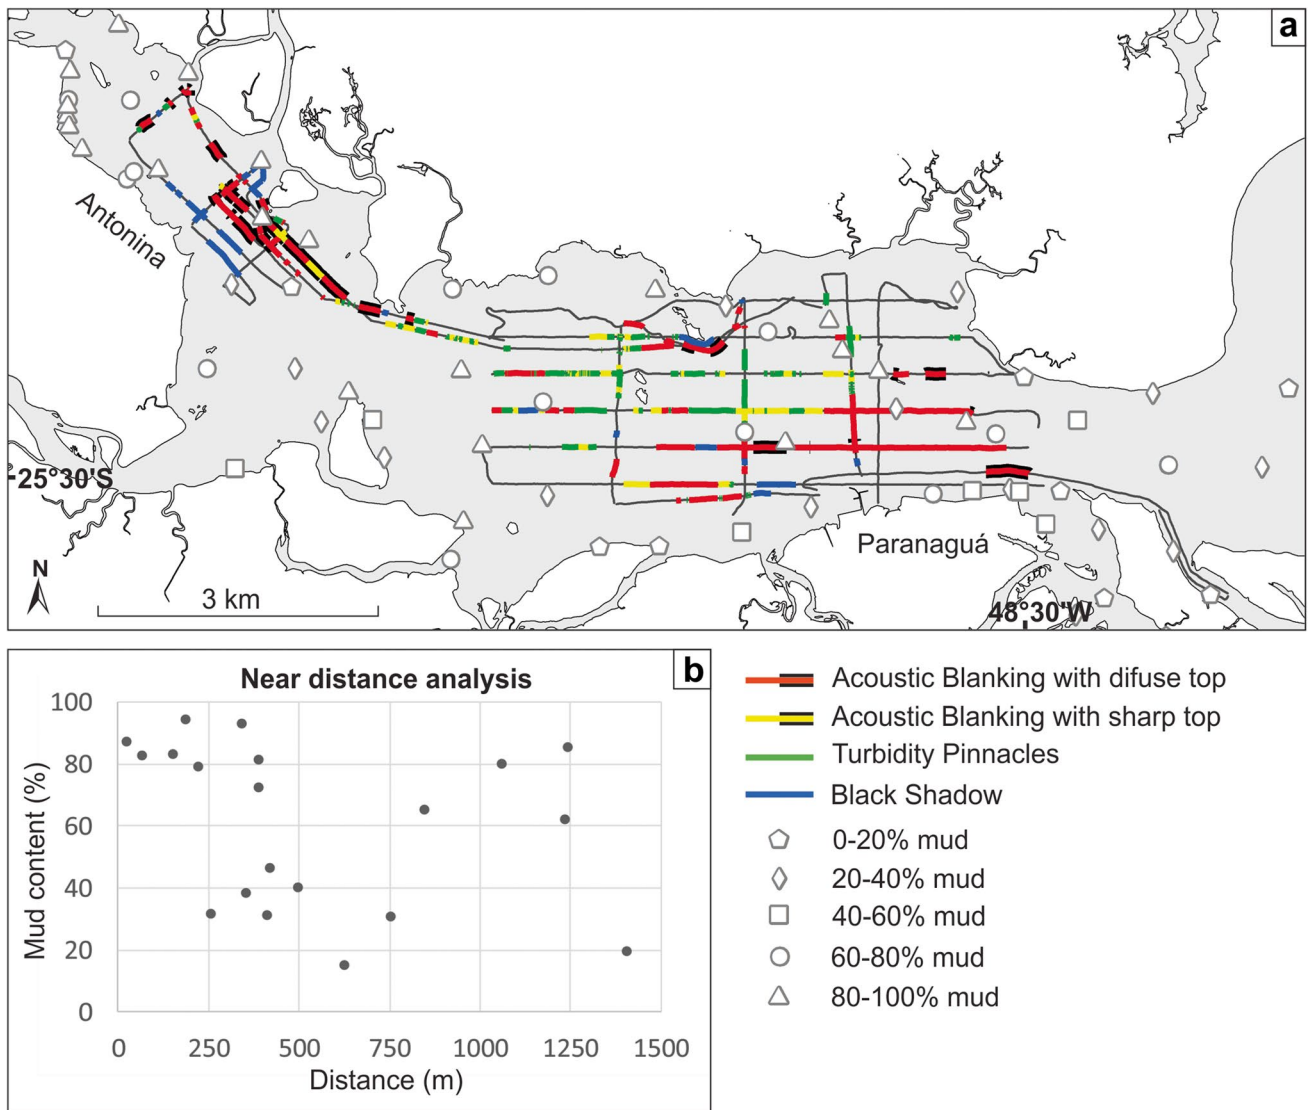 a
Antonina
25°30'S
Paranaguá
N
3 km
48°30'W
b
Near distance analysis
100
80
60
40
20
0
Mud content (%)
0 250 500 750 1000 1250 1500
Distance (m)
Acoustic Blanking with difuse top
Acoustic Blanking with sharp top
Turbidity Pinnacles
Black Shadow
0-20% mud
20-40% mud
40-60% mud
60-80% mud
80-100% mud